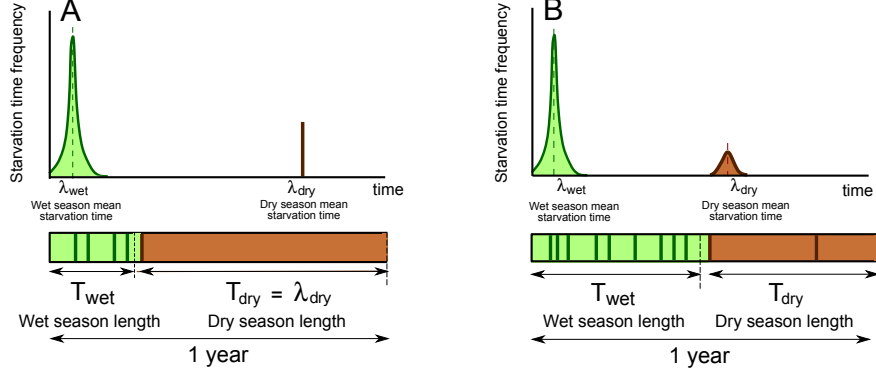 A
Starvation time frequency
λwet
λdry
time
Wet season mean
starvation time
Dry season mean
starvation time
Twet
Tdry = λdry
Wet season length
Dry season length
1 year
B
Starvation time frequency
λwet
λdry
time
Wet season mean
starvation time
Dry season mean
starvation time
Twet
Tdry
Wet season length
Dry season length
1 year